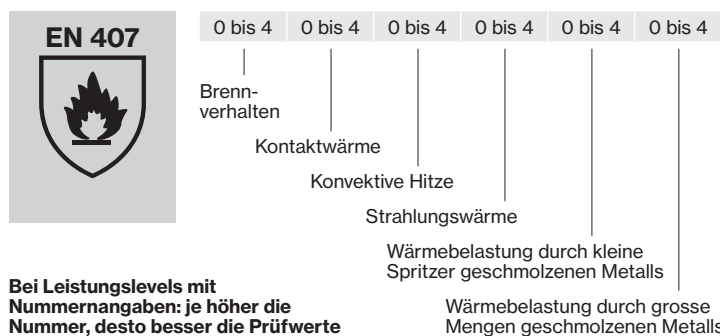 EN 407
0 bis 4 0 bis 4 0 bis 4 0 bis 4 0 bis 4 0 bis 4
Brenn-
verhalten
Kontaktwärme
Konvektive Hitze
Strahlungswärme
Wärmebelastung durch kleine
Spritzer geschmolzenen Metalls
Wärmebelastung durch grosse
Mengen geschmolzenen Metalls
Bei Leistungslevels mit
Nummernangaben: je höher die
Nummer, desto besser die Prüfwerte